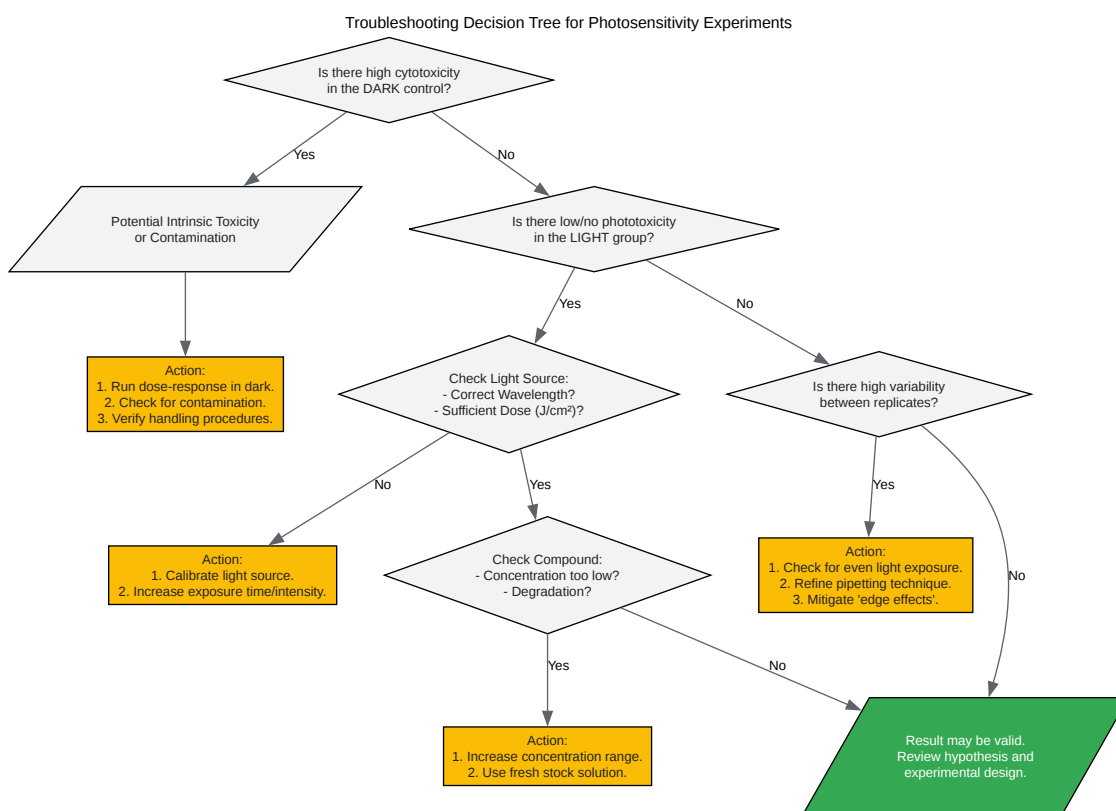 Troubleshooting Decision Tree for Photosensitivity Experiments
Is there high cytotoxicity
in the DARK control?
Yes
No
Potential Intrinsic Toxicity
or Contamination
Is there low/no phototoxicity
in the LIGHT group?
Yes
No
Action:
1. Run dose-response in dark.
2. Check for contamination.
3. Verify handling procedures.
Check Light Source:
- Correct Wavelength?
- Sufficient Dose (J/cm²)?
Is there high variability
between replicates?
No
Yes
Yes
No
Action:
1. Calibrate light source.
2. Increase exposure time/intensity.
Check Compound:
- Concentration too low?
- Degradation?
Action:
1. Check for even light exposure.
2. Refine pipetting technique.
3. Mitigate 'edge effects'.
Yes
No
Action:
1. Increase concentration range.
2. Use fresh stock solution.
Result may be valid.
Review hypothesis and
experimental design.